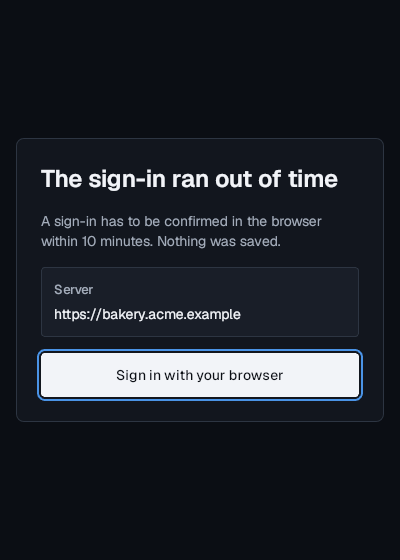 The sign-in ran out of time
A sign-in has to be confirmed in the browser
within 10 minutes. Nothing was saved.
Server
https://bakery.acme.example
Sign in with your browser